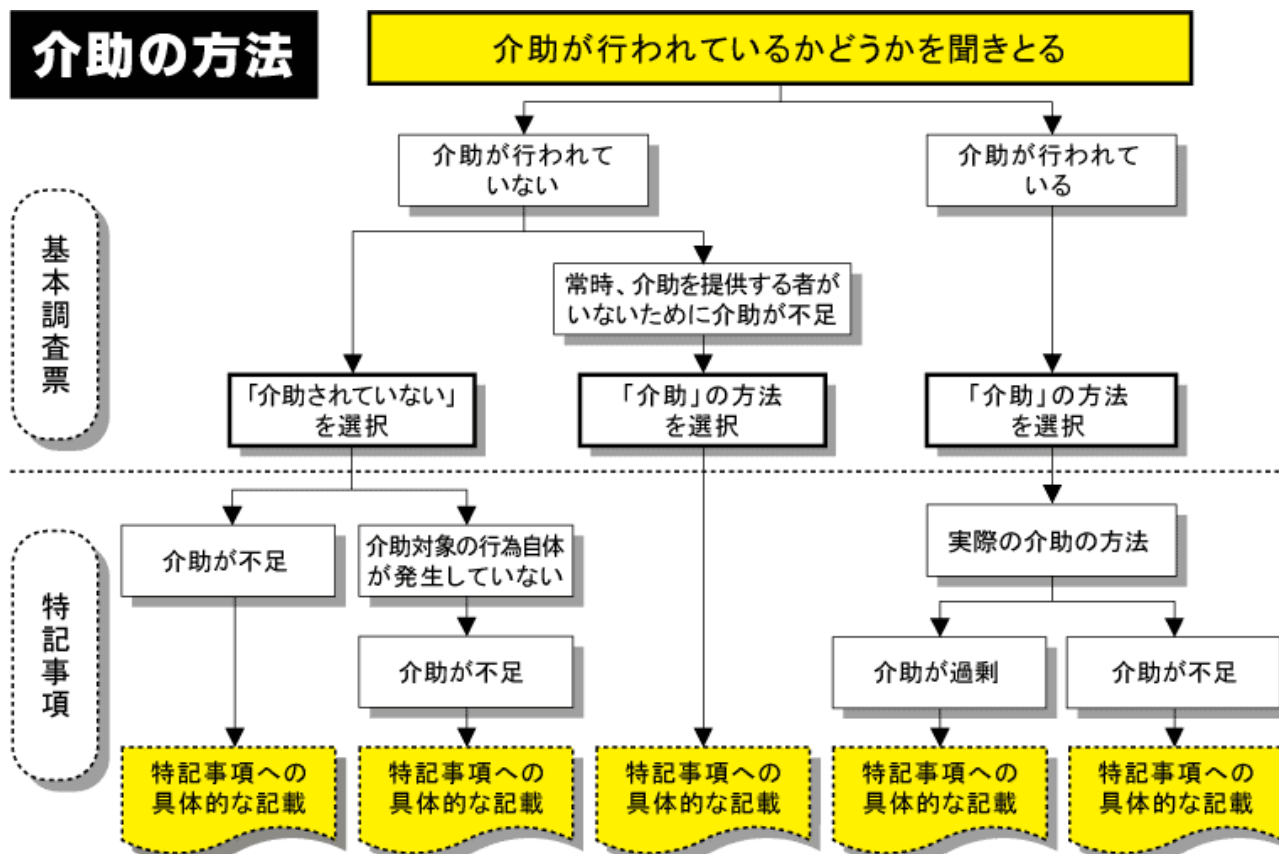 介助の方法
介助が行われているかどうかを聞きとる
介助が行われて
いない
介助が行われて
いる
基本調査票
常時、介助を提供する者が
いないために介助が不足
「介助されていない」
を選択
「介助」の方法
を選択
「介助」の方法
を選択
特記事項
介助が不足
介助対象の行為自体
が発生していない
実際の介助の方法
介助が不足
介助が過剰
介助が不足
特記事項への
具体的な記載
特記事項への
具体的な記載
特記事項への
具体的な記載
特記事項への
具体的な記載
特記事項への
具体的な記載